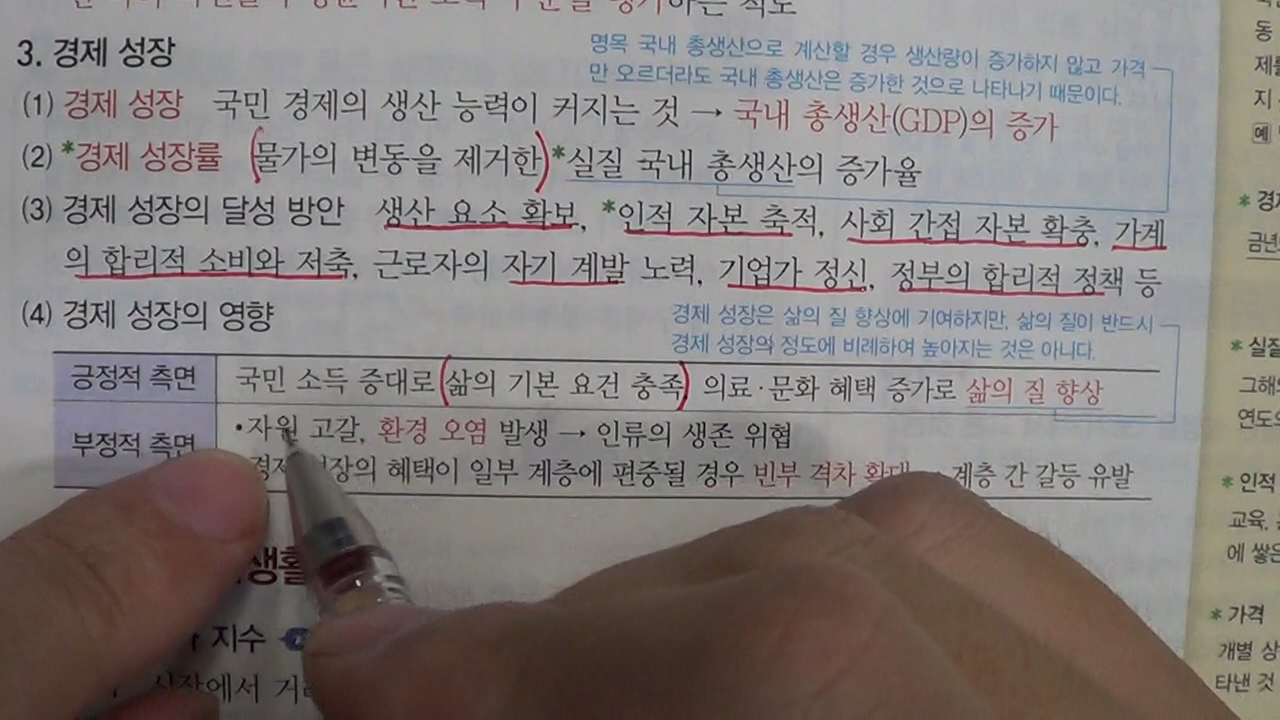 하는 척도
3. 경제 성장
명목 국내 총생산으로 계산할 경우 생산량이 증가하지 않고 가격
만 오르더라도 국내 총생산은 증가한 것으로 나타나기 때문이다.
(1) 경제 성장 국민 경제의 생산 능력이 커지는 것 → 국내 총생산(GDP)의 증가
(2) *경제 성장률 (물가의 변동을 제거한) *실질 국내 총생산의 증가율
(3) 경제 성장의 달성 방안 생산 요소 확보, *인적 자본 축적, 사회 간접 자본 확충, 가계
의 합리적 소비와 저축, 근로자의 자기 계발 노력, 기업가 정신, 정부의 합리적 정책 등
(4) 경제 성장의 영향
경제 성장은 삶의 질 향상에 기여하지만, 삶의 질이 반드시
경제 성장의 정도에 비례하여 높아지는 것은 아니다.
긍정적 측면 국민 소득 증대로 (삶의 기본 요건 충족) 의료·문화 혜택 증가로 삶의 질 향상
부정적 측면
•자원 고갈, 환경 오염 발생 → 인류의 생존 위협
경제 성장의 혜택이 일부 계층에 편중될 경우 빈부 격차 확대 → 계층 간 갈등 유발
지수
동
지
예
금년
* 실질
연도
* 인적
교육,
에 쌓은
* 가격
개별 상
타낸 것